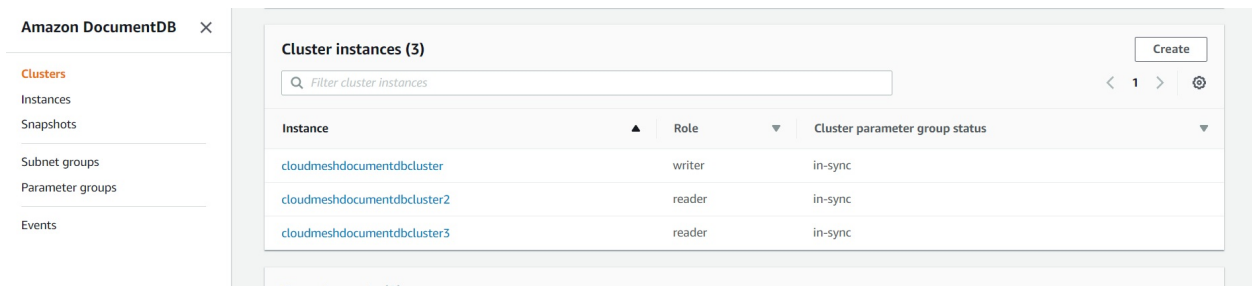 Amazon DocumentDB
Clusters
Instances
Snapshots
Subnet groups
Parameter groups
Events
Cluster instances (3)
Create
Filter cluster instances
1
Instance Role Cluster parameter group status
cloudmeshdocumentdbcluster writer in-sync
cloudmeshdocumentdbcluster2 reader in-sync
cloudmeshdocumentdbcluster3 reader in-sync